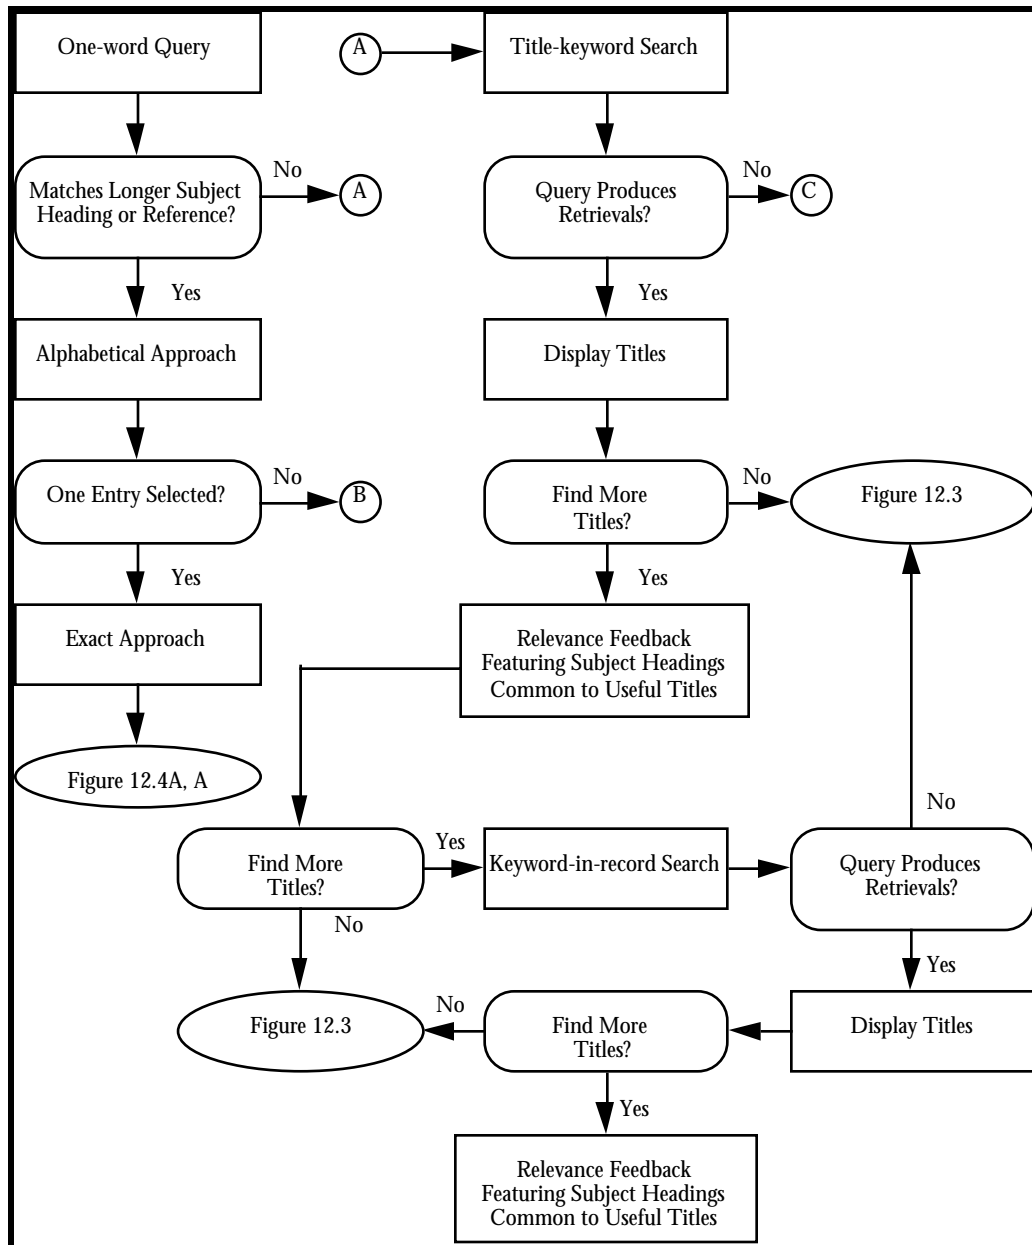 One-word Query
Matches Longer Subject
Heading or Reference?
No
A
Yes
Alphabetical Approach
One Entry Selected?
No
B
Yes
Exact Approach
Figure 12.4A, A
A
Title-keyword Search
Query Produces
Retrievals?
No
C
Yes
Display Titles
Find More
Titles?
No
Figure 12.3
Yes
Relevance Feedback
Featuring Subject Headings
Common to Useful Titles
Find More
Titles?
Yes
Keyword-in-record Search
Query Produces
Retrievals?
No
No
Yes
Figure 12.3
No
Find More
Titles?
Display Titles
Yes
Relevance Feedback
Featuring Subject Headings
Common to Useful Titles